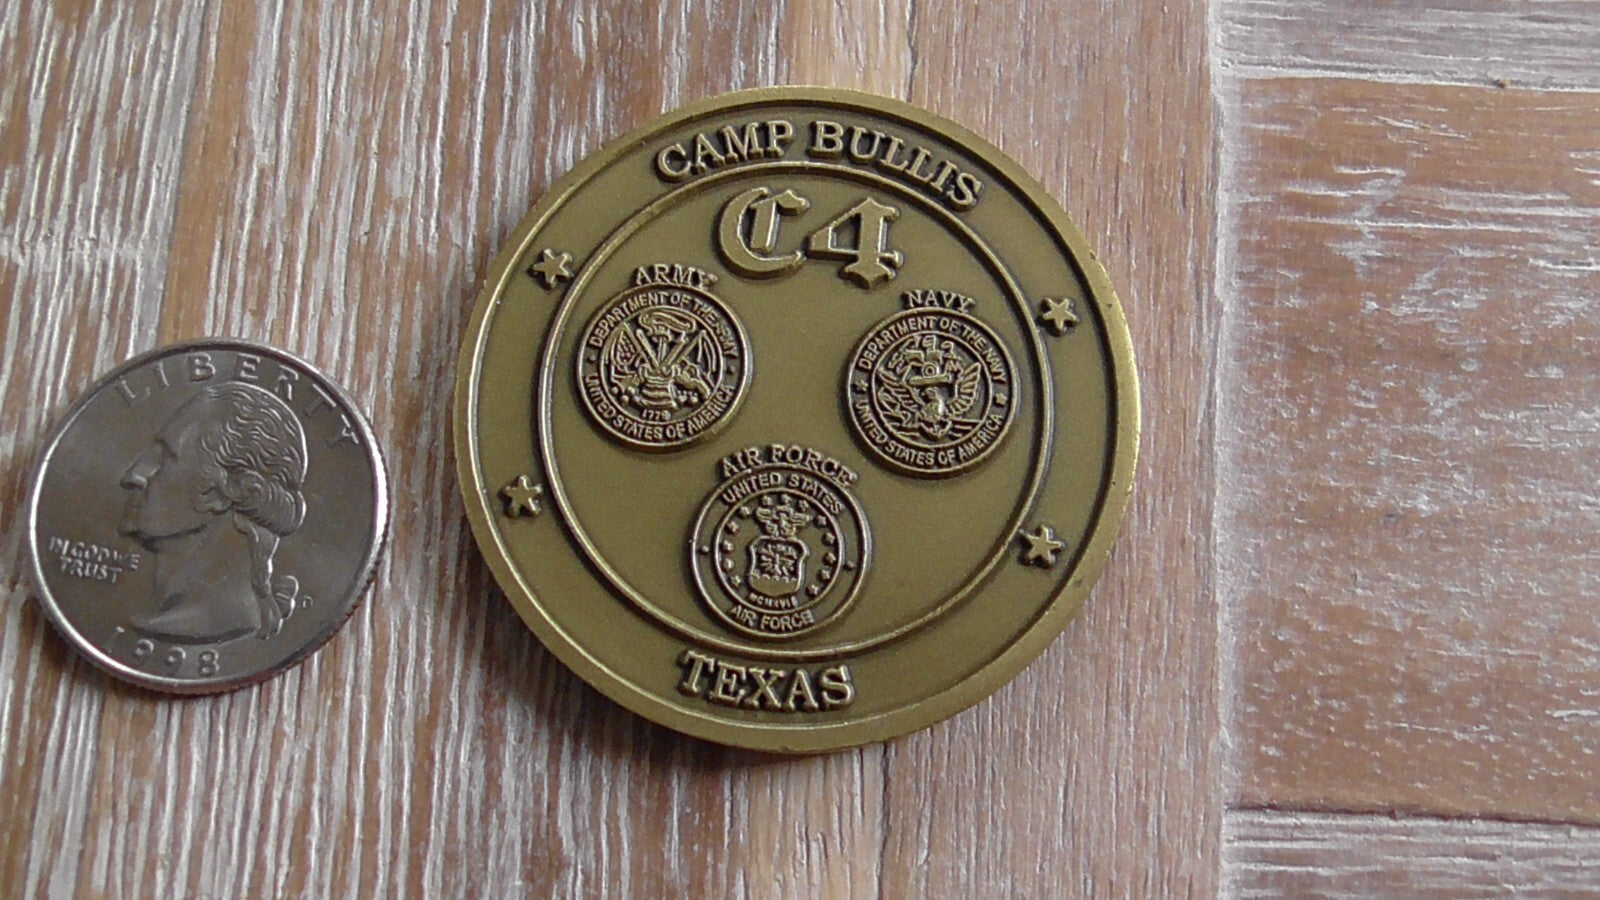 CAMP BULLIS
C4
ARMY
DEPARTMENT OF THE ARMY
1778
UNITED STATES OF AMERICA
NAVY
DEPARTMENT OF THE NAVY
UNITED STATES OF AMERICA
AIR FORCE
UNITED STATES
AIR FORCE
TEXAS
LIBERTY
IN GOD WE
TRUST
1998